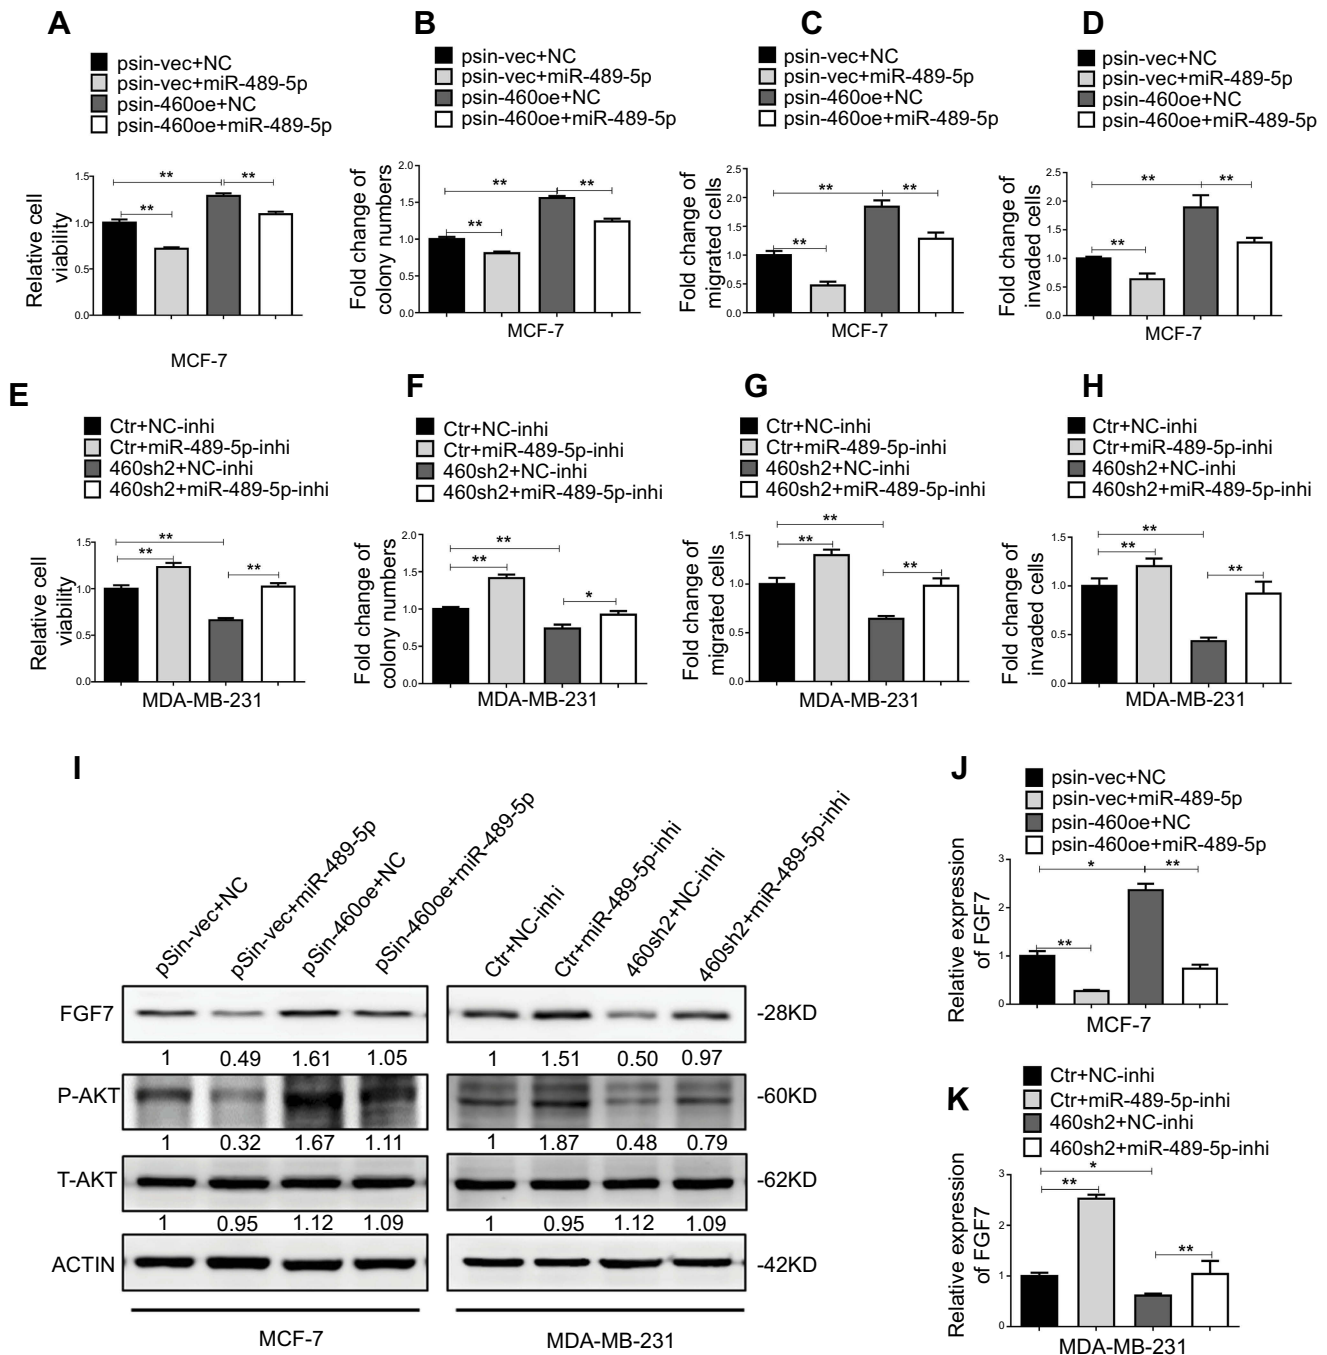 A
psin-vec+NC
psin-vec+miR-489-5p
psin-460oe+NC
psin-460oe+miR-489-5p
Relative cell
viability
1.5
1.0
0.5
0.0
**
**
**
MCF-7
B
psin-vec+NC
psin-vec+miR-489-5p
psin-460oe+NC
psin-460oe+miR-489-5p
Fold change of
colony numbers
2.0
1.5
1.0
0.5
0.0
**
**
**
MCF-7
C
psin-vec+NC
psin-vec+miR-489-5p
psin-460oe+NC
psin-460oe+miR-489-5p
Fold change of
migrated cells
2.5
2.0
1.5
1.0
0.5
0.0
**
**
**
MCF-7
D
psin-vec+NC
psin-vec+miR-489-5p
psin-460oe+NC
psin-460oe+miR-489-5p
Fold change of
invaded cells
2.5
2.0
1.5
1.0
0.5
0.0
**
**
**
MCF-7
E
Ctr+NC-inhi
Ctr+miR-489-5p-inhi
460sh2+NC-inhi
460sh2+miR-489-5p-inhi
Relative cell
viability
1.5
1.0
0.5
0.0
**
**
**
MDA-MB-231
F
Ctr+NC-inhi
Ctr+miR-489-5p-inhi
460sh2+NC-inhi
460sh2+miR-489-5p-inhi
Fold change of
colony numbers
2.0
1.5
1.0
0.5
0.0
**
**
*
MDA-MB-231
G
Ctr+NC-inhi
Ctr+miR-489-5p-inhi
460sh2+NC-inhi
460sh2+miR-489-5p-inhi
Fold change of
migrated cells
1.5
1.0
0.5
0.0
**
**
**
MDA-MB-231
H
Ctr+NC-inhi
Ctr+miR-489-5p-inhi
460sh2+NC-inhi
460sh2+miR-489-5p-inhi
Fold change of
invaded cells
1.5
1.0
0.5
0.0
**
**
**
MDA-MB-231
I
pSin-vec+NC
pSin-vec+miR-489-5p
pSin-460oe+NC
pSin-460oe+miR-489-5p
Ctr+NC-inhi
Ctr+miR-489-5p-inhi
460sh2+NC-inhi
460sh2+miR-489-5p-inhi
FGF7 -28KD
1 0.49 1.61 1.05 1 1.51 0.50 0.97
P-AKT -60KD
1 0.32 1.67 1.11 1 1.87 0.48 0.79
T-AKT -62KD
1 0.95 1.12 1.09 1 0.95 1.12 1.09
ACTIN -42KD
MCF-7 MDA-MB-231
J
psin-vec+NC
psin-vec+miR-489-5p
psin-460oe+NC
psin-460oe+miR-489-5p
Relative expression
of FGF7
3
2
1
0
*
**
**
MCF-7
K
Ctr+NC-inhi
Ctr+miR-489-5p-inhi
460sh2+NC-inhi
460sh2+miR-489-5p-inhi
Relative expression
of FGF7
3
2
1
0
*
**
**
MDA-MB-231